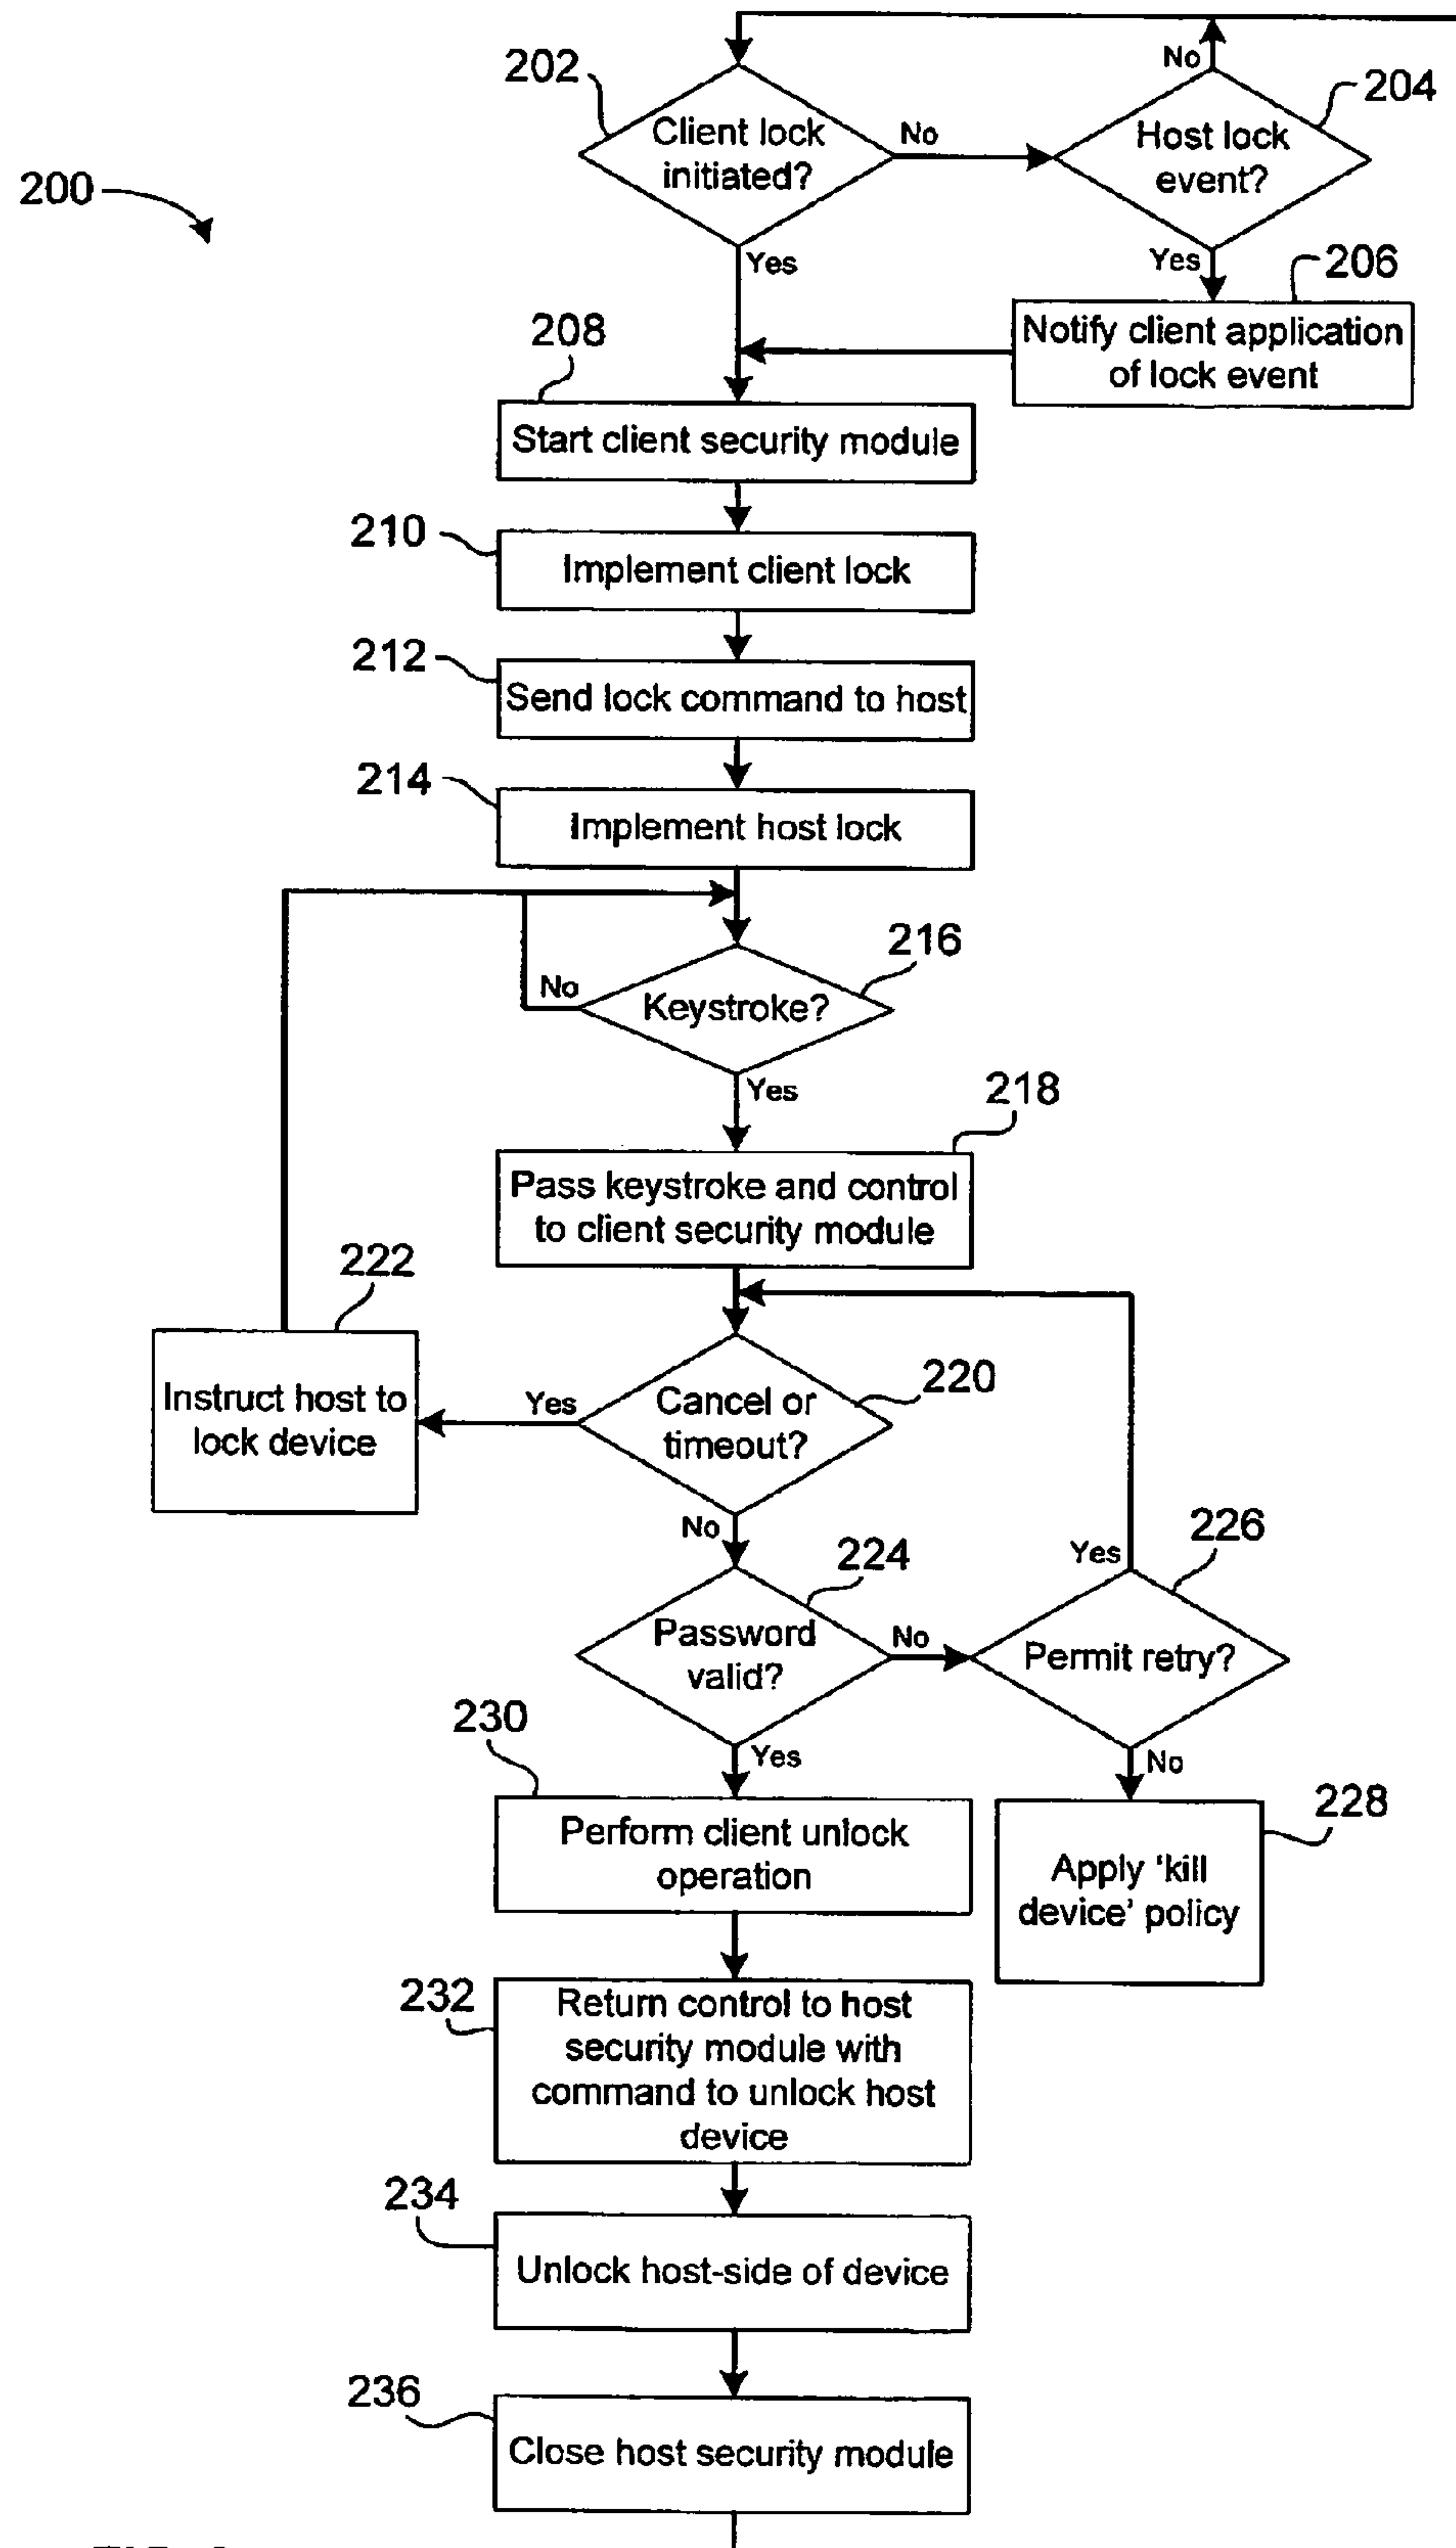 202
Client lock
initiated?
No
Host lock
event?
No
204
200
Yes
Yes
206
Notify client application
of lock event
208
Start client security module
210
Implement client lock
212
Send lock command to host
214
Implement host lock
216
Keystroke?
No
Yes
218
Pass keystroke and control
to client security module
222
Instruct host to
lock device
Yes
Cancel or
timeout?
220
No
224
Password
valid?
No
226
Permit retry?
Yes
230
Yes
No
Perform client unlock
operation
228
Apply ‘kill
device’ policy
232
Return control to host
security module with
command to unlock host
device
234
Unlock host-side of device
236
Close host security module